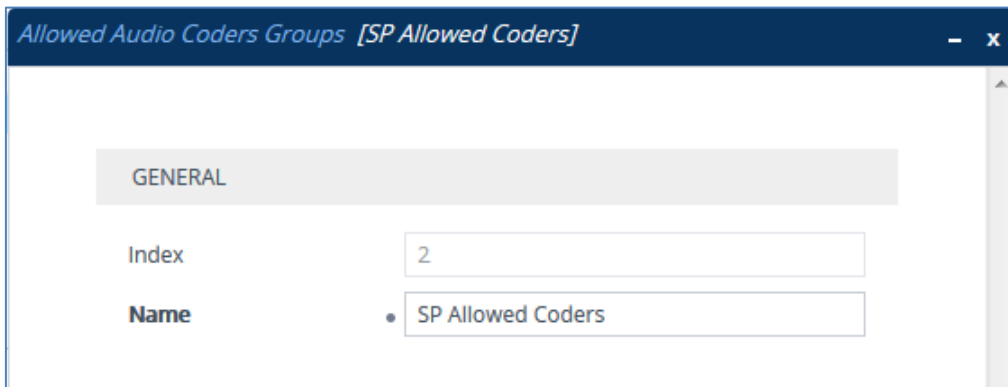 Allowed Audio Coders Groups [SP Allowed Coders] – x
GENERAL
Index 2
Name • SP Allowed Coders